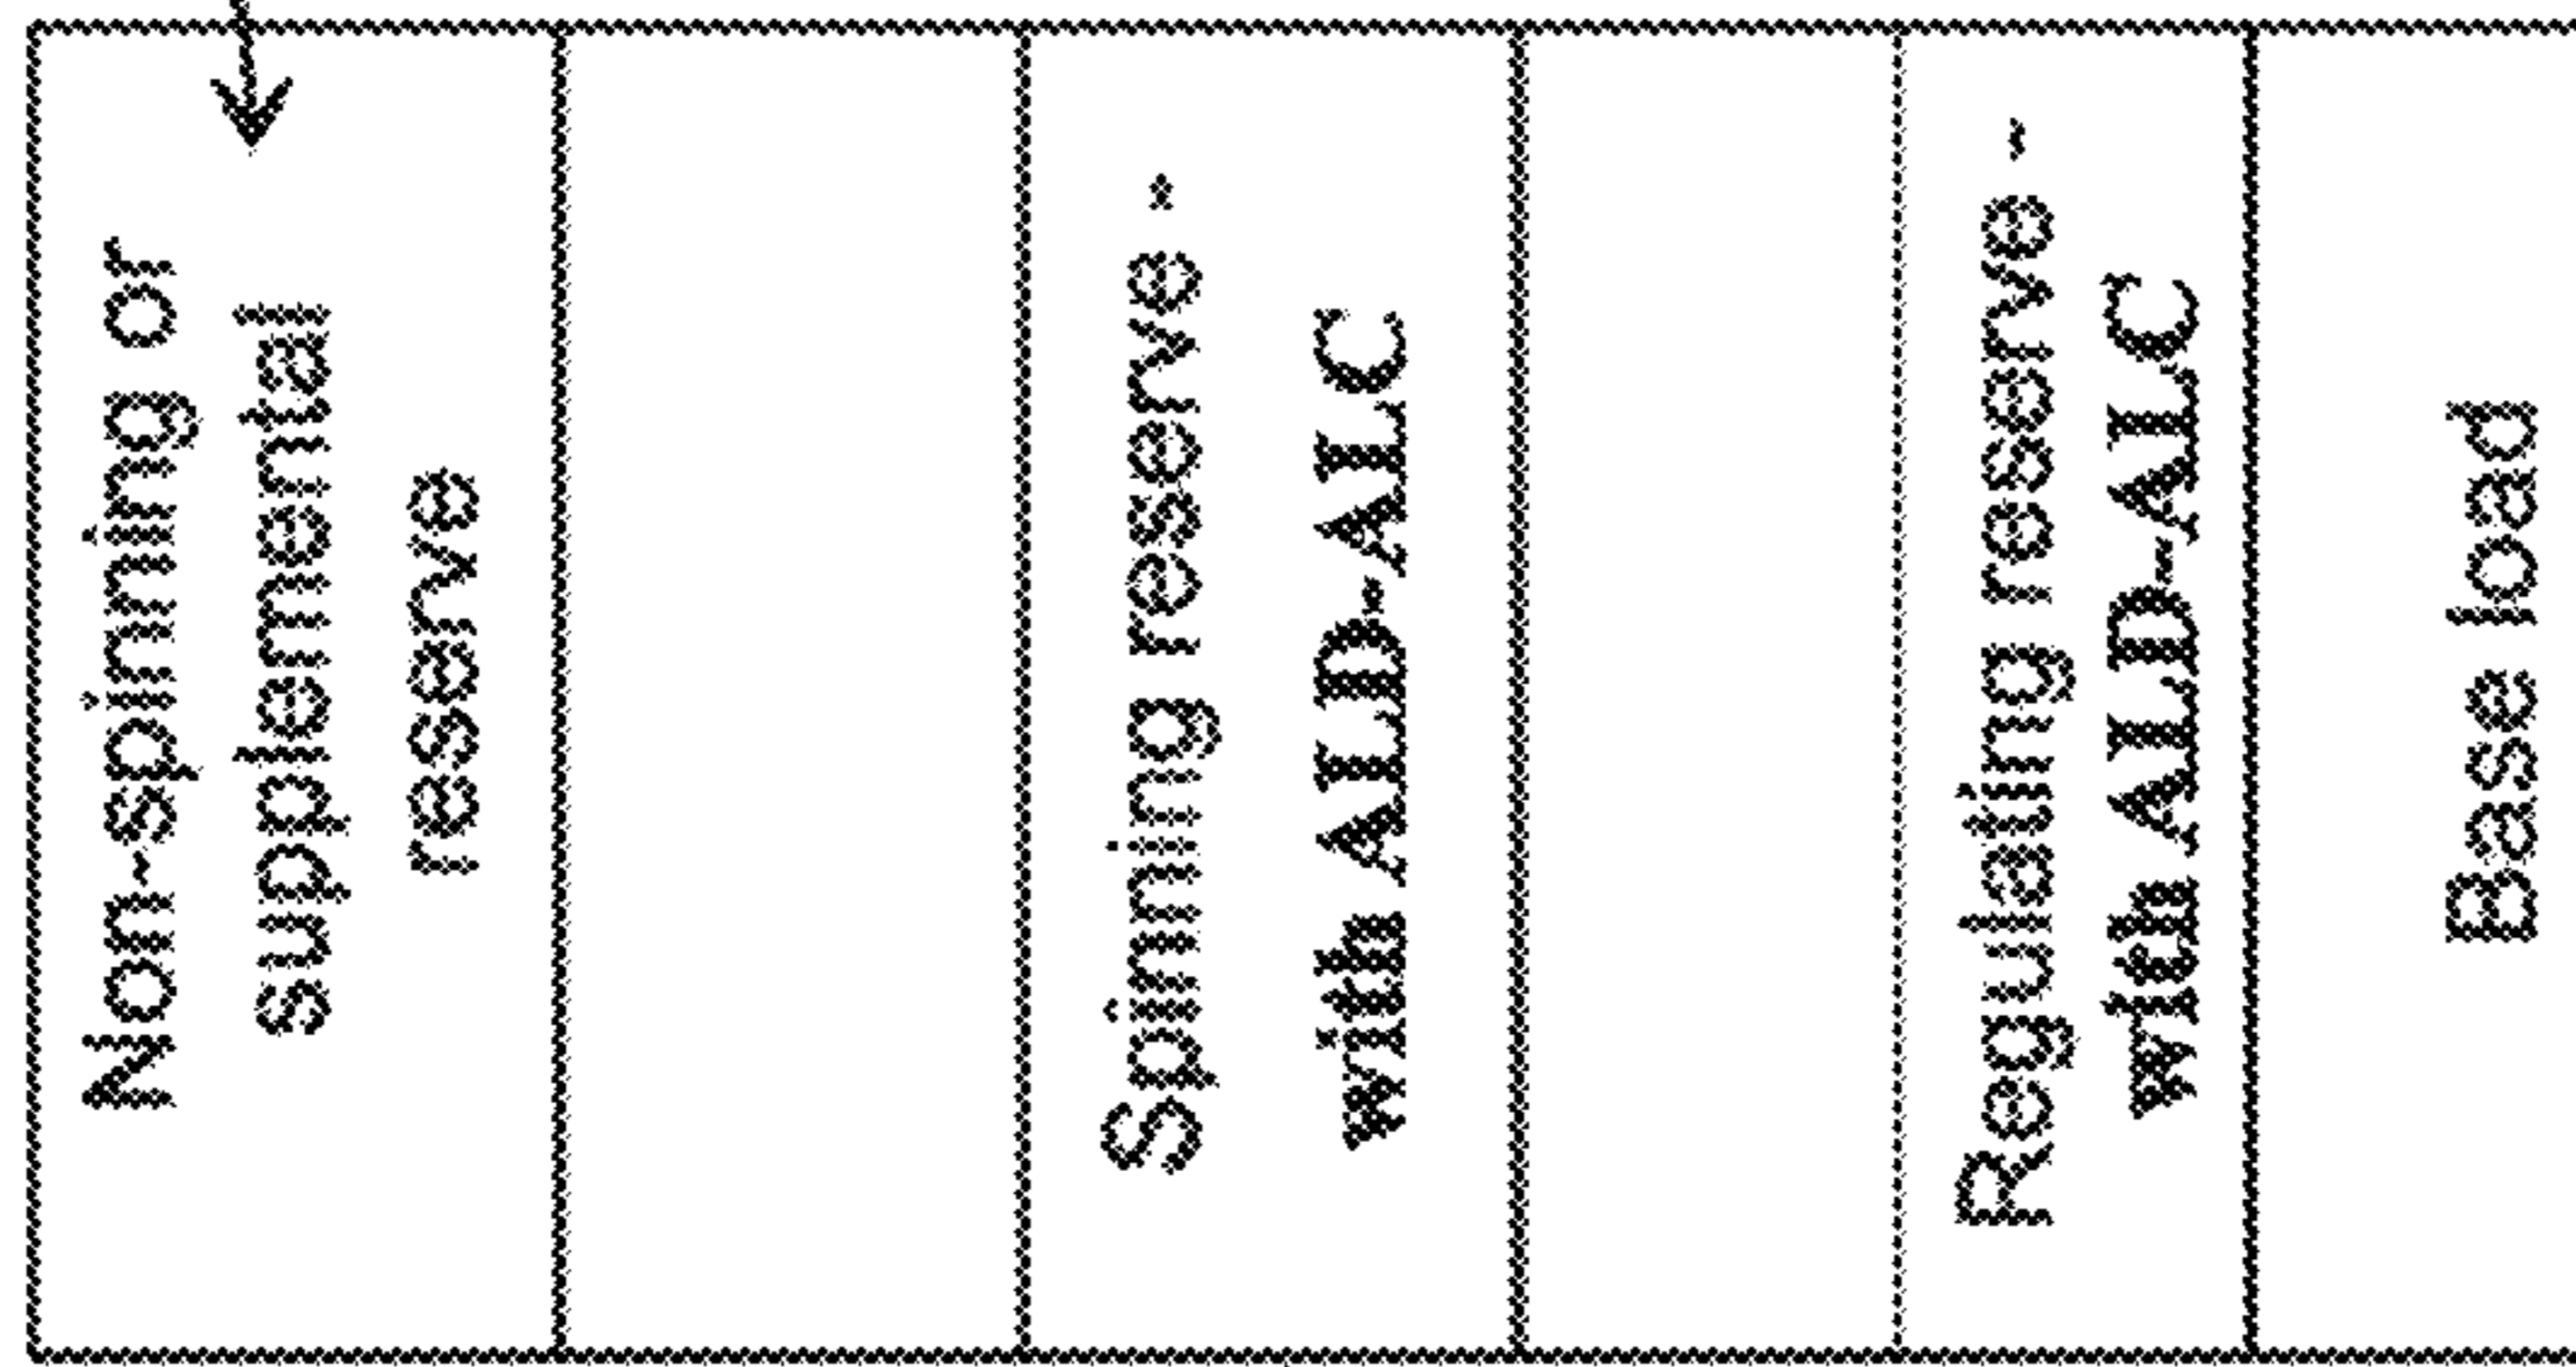 Non-spinning or
supplemental
reserve
Spinning reserve -
with ALD-ALC
Regulating reserve -
with ALD-ALC
Base load